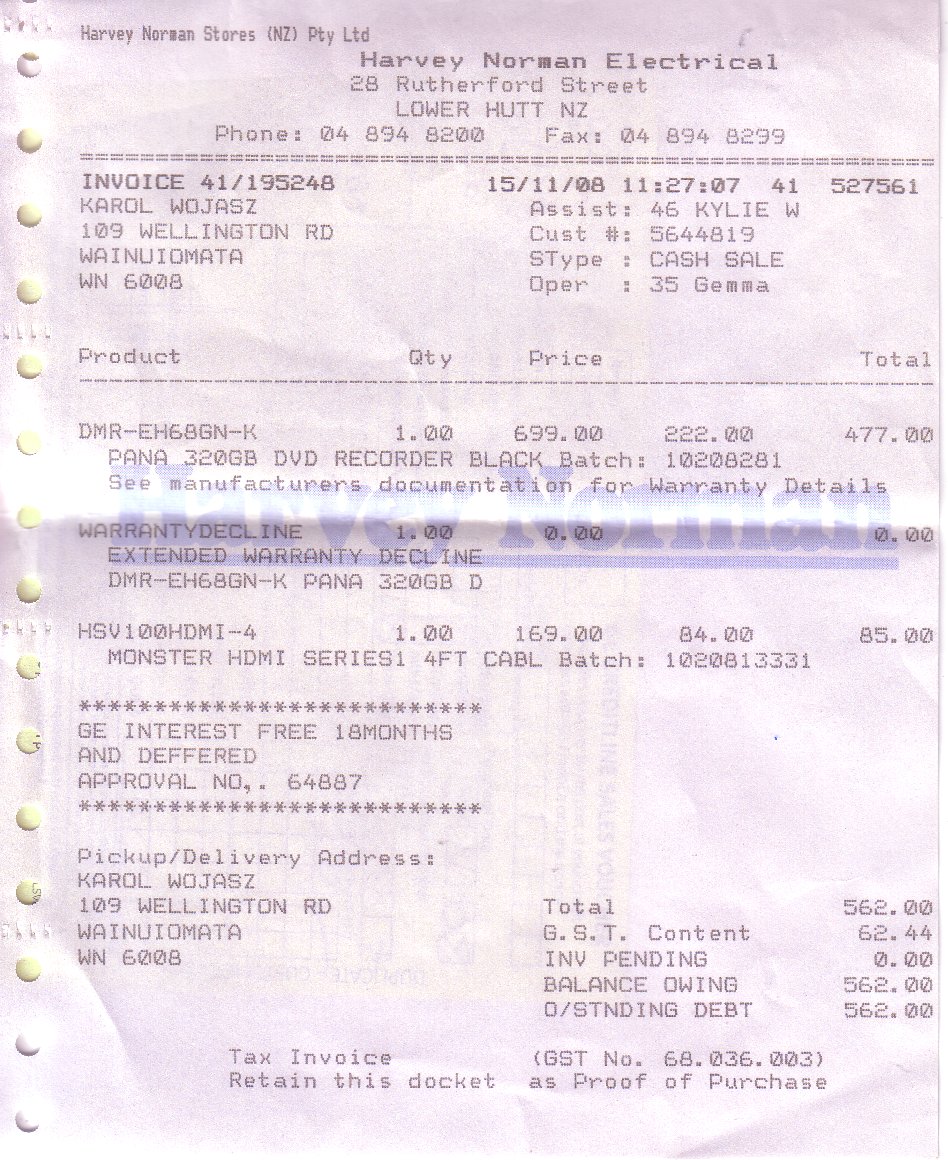 Harvey Norman Stores (NZ) Pty Ltd
Harvey Norman Electrical
28 Rutherford Street
LOWER HUTT NZ
Phone: 04 894 8200 Fax: 04 894 8299
INVOICE 41/195248 15/11/08 11:27:07 41 527561
KAROL WOJASZ Assist: 46 KYLIE W
109 WELLINGTON RD Cust #: 5644819
WAINUIOMATA SType : CASH SALE
WN 6008 Oper : 35 Gemma
Product Qty Price Total
DMR-EH68GN-K 1.00 699.00 222.00 477.00
PANA 320GB DVD RECORDER BLACK Batch: 10208281
See manufacturers documentation for Warranty Details
Harvey Norman
WARRANTYDECLINE 1.00 0.00 0.00
EXTENDED WARRANTY DECLINE
DMR-EH68GN-K PANA 320GB D
HSV100HDMI-4 1.00 169.00 84.00 85.00
MONSTER HDMI SERIES1 4FT CABL Batch: 1020813331
***************************
GE INTEREST FREE 18MONTHS
AND DEFFERED
APPROVAL NO,. 64887
***************************
Pickup/Delivery Address:
KAROL WOJASZ
109 WELLINGTON RD Total 562.00
WAINUIOMATA G.S.T. Content 62.44
WN 6008 INV PENDING 0.00
BALANCE OWING 562.00
O/STNDING DEBT 562.00
Tax Invoice (GST No. 68.036.003)
Retain this docket as Proof of Purchase